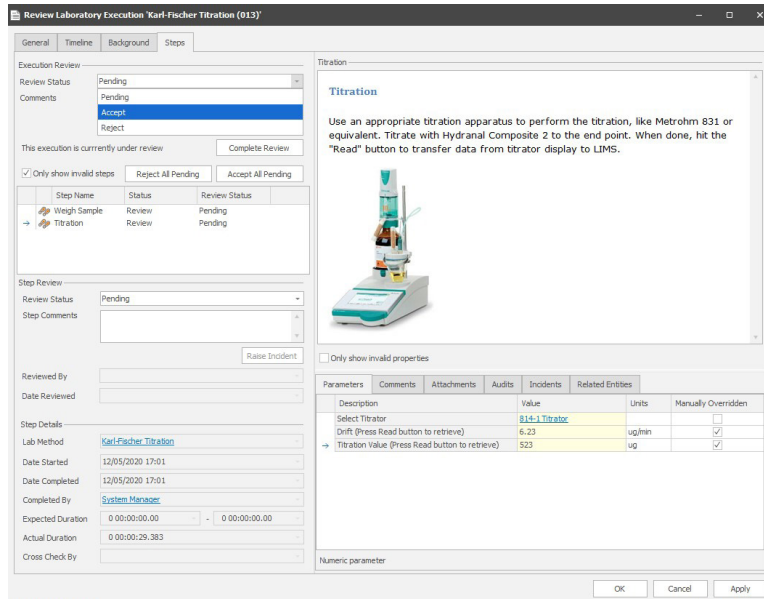 Review Laboratory Execution 'Karl-Fischer Titration (013)'
General Timeline Background Steps
Execution Review
Review Status Pending
Comments Pending
Accept
Reject
This execution is currrently under review Complete Review
Only show invalid steps Reject All Pending Accept All Pending
Step Name Status Review Status
Weigh Sample Review Pending
Titration Review Pending
Step Review
Review Status Pending
Step Comments
Raise Incident
Reviewed By
Date Reviewed
Step Details
Lab Method Karl-Fischer Titration
Date Started 12/05/2020 17:01
Date Completed 12/05/2020 17:01
Completed By System Manager
Expected Duration 0 00:00:00.00 - 0 00:00:00.00
Actual Duration 0 00:00:29.383
Cross Check By
Titration
Titration
Use an appropriate titration apparatus to perform the titration, like Metrohm 831 or
equivalent. Titrate with Hydranal Composite 2 to the end point. When done, hit the
"Read" button to transfer data from titrator display to LIMS.
Only show invalid properties
Parameters Comments Attachments Audits Incidents Related Entities
Description Value Units Manually Overridden
Select Titrator 814-1 Titrator
Drift (Press Read button to retrieve) 6.23 ug/min
Titration Value (Press Read button to retrieve) 523 ug
Numeric parameter
OK Cancel Apply